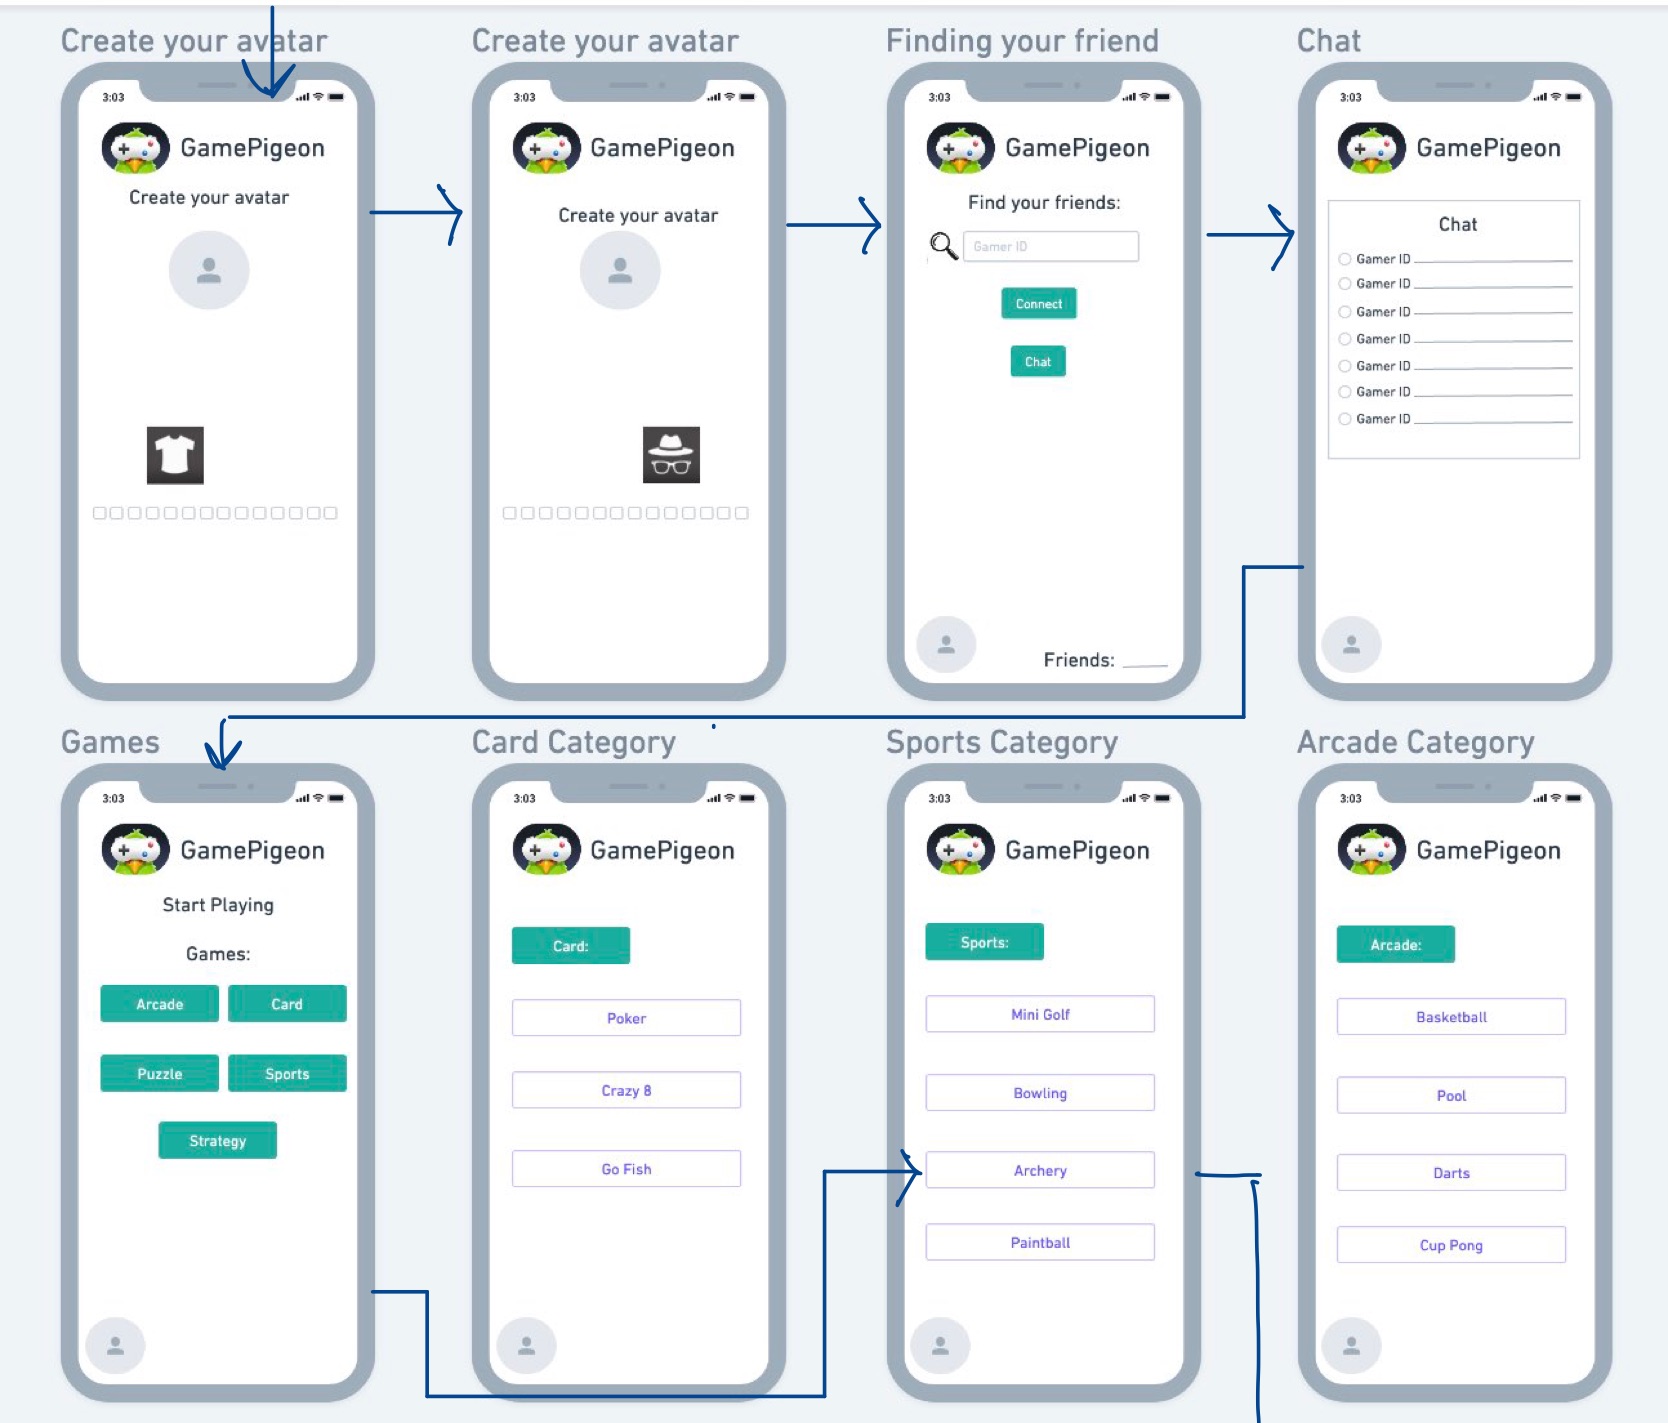 Create your avatar
3:03
GamePigeon
Create your avatar
Create your avatar
3:03
GamePigeon
Create your avatar
Finding your friend
3:03
GamePigeon
Find your friends:
Gamer ID
Connect
Chat
Friends:
Chat
3:03
GamePigeon
Chat
Gamer ID
Gamer ID
Gamer ID
Gamer ID
Gamer ID
Gamer ID
Gamer ID
Games
3:03
GamePigeon
Start Playing
Games:
Arcade Card
Puzzle Sports
Strategy
Card Category
3:03
GamePigeon
Card:
Poker
Crazy 8
Go Fish
Sports Category
3:03
GamePigeon
Sports:
Mini Golf
Bowling
Archery
Paintball
Arcade Category
3:03
GamePigeon
Arcade:
Basketball
Pool
Darts
Cup Pong